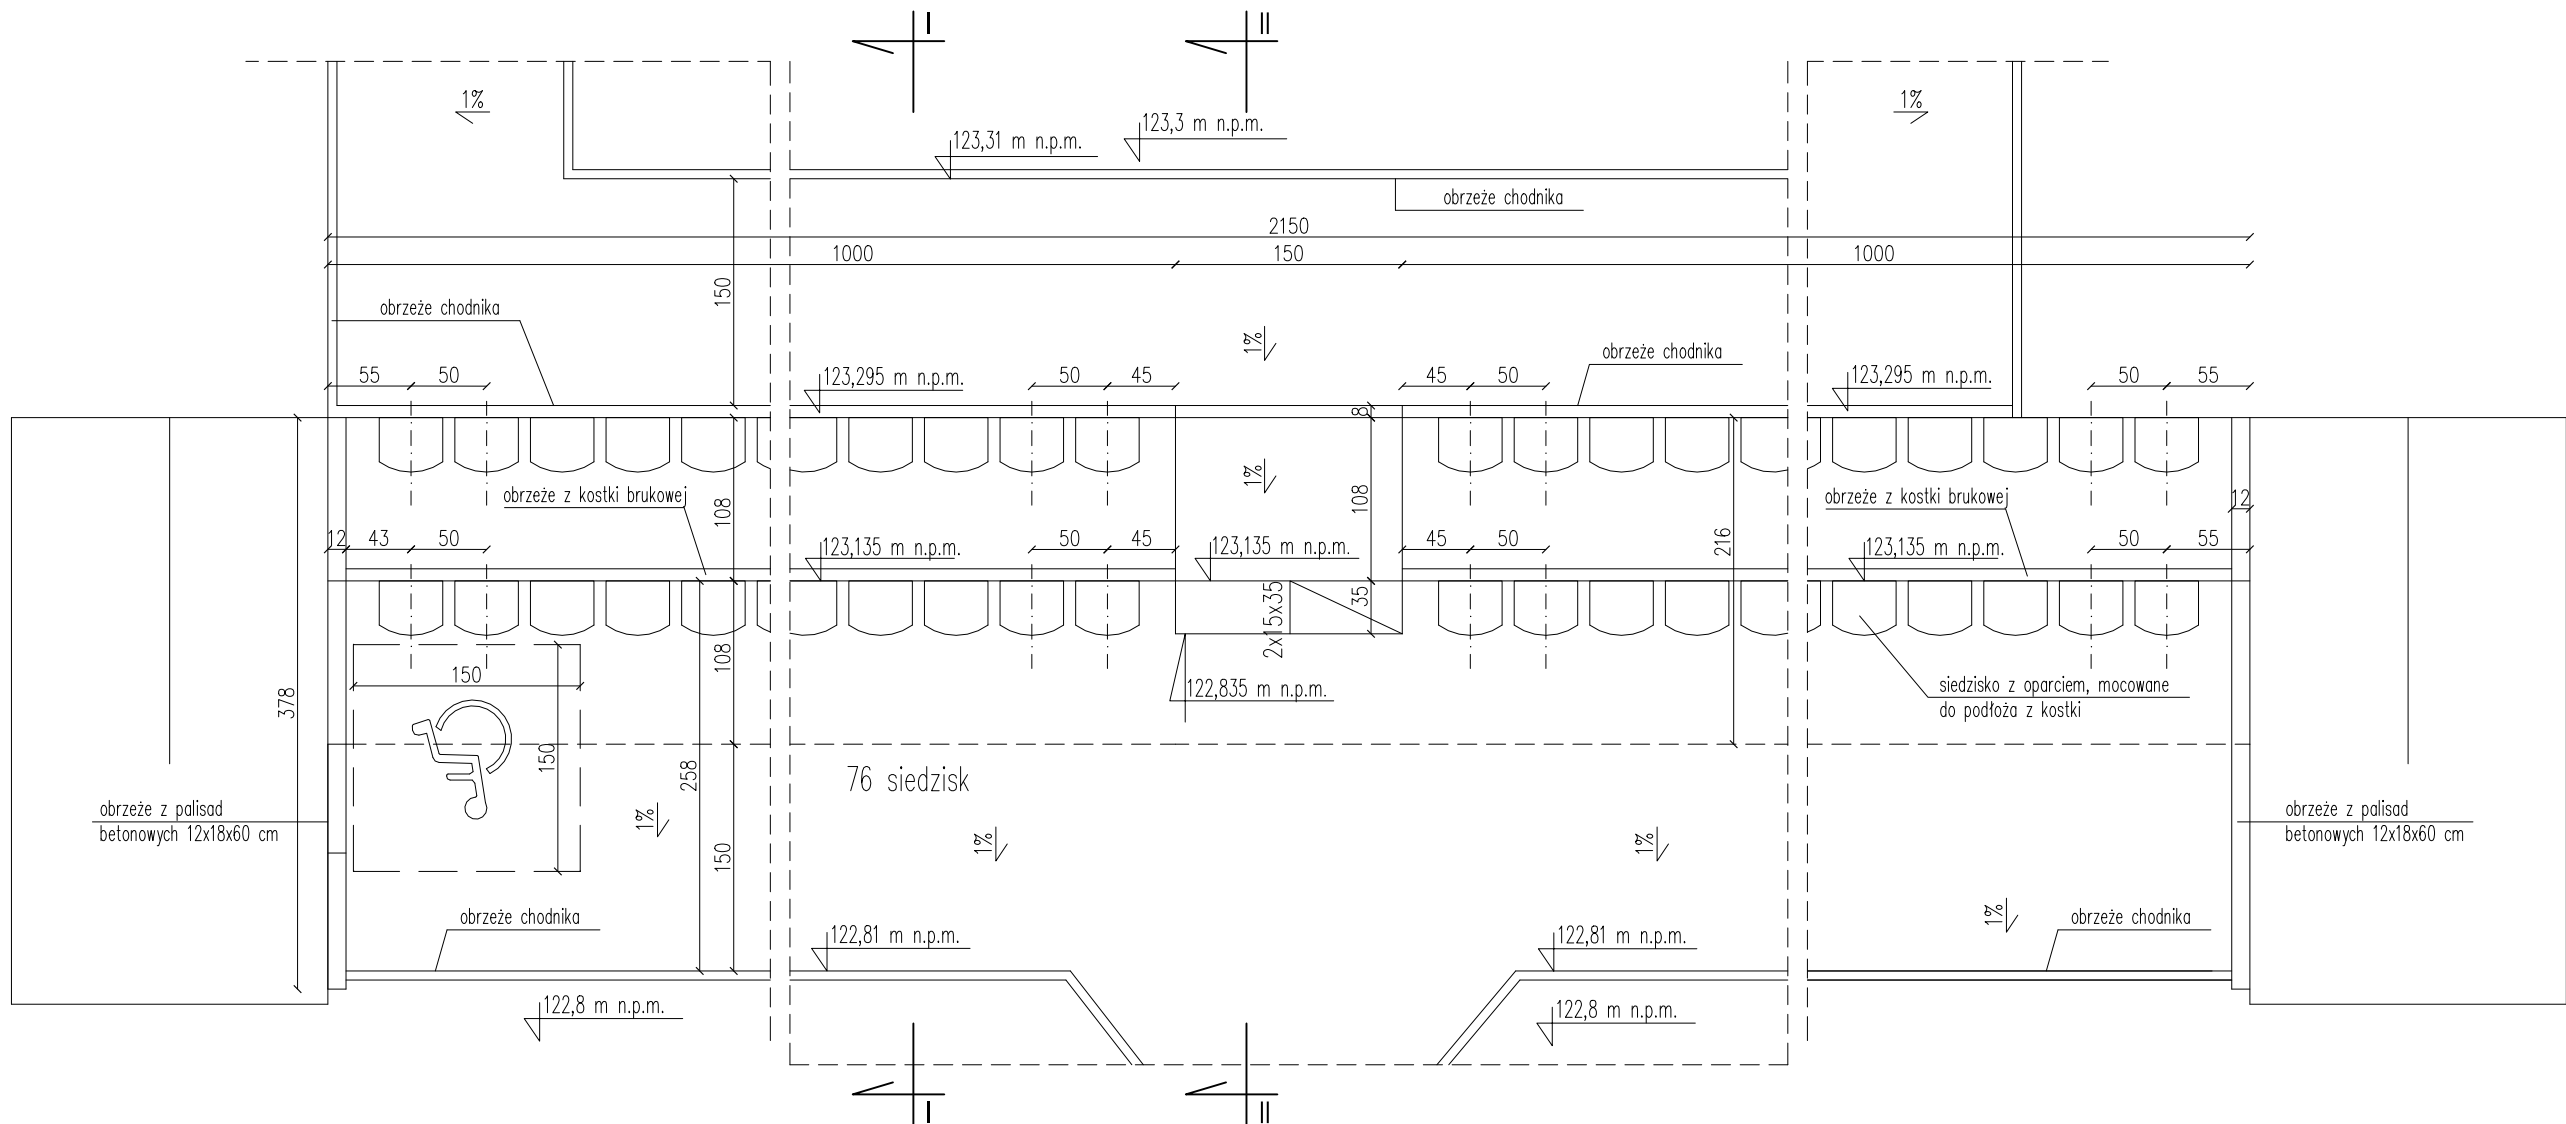 I
II
1%
1%
123,31 m n.p.m.
123,3 m n.p.m.
obrzeże chodnika
2150
1000
150
1000
150
obrzeże chodnika
1%
obrzeże chodnika
55
50
123,295 m n.p.m.
50
45
45
50
123,295 m n.p.m.
50
55
8
1%
108
108
obrzeże z kostki brukowej
obrzeże z kostki brukowej
12
12
43
50
123,135 m n.p.m.
50
45
123,135 m n.p.m.
45
50
216
123,135 m n.p.m.
50
55
2x15x35
35
108
150
122,835 m n.p.m.
siedzisko z oparciem, mocowane
do podłoża z kostki
378
150
258
76 siedzisk
obrzeże z palisad
betonowych 12x18x60 cm
1%
1%
1%
obrzeże z palisad
betonowych 12x18x60 cm
150
obrzeże chodnika
1%
obrzeże chodnika
122,81 m n.p.m.
122,81 m n.p.m.
122,8 m n.p.m.
122,8 m n.p.m.
I
II